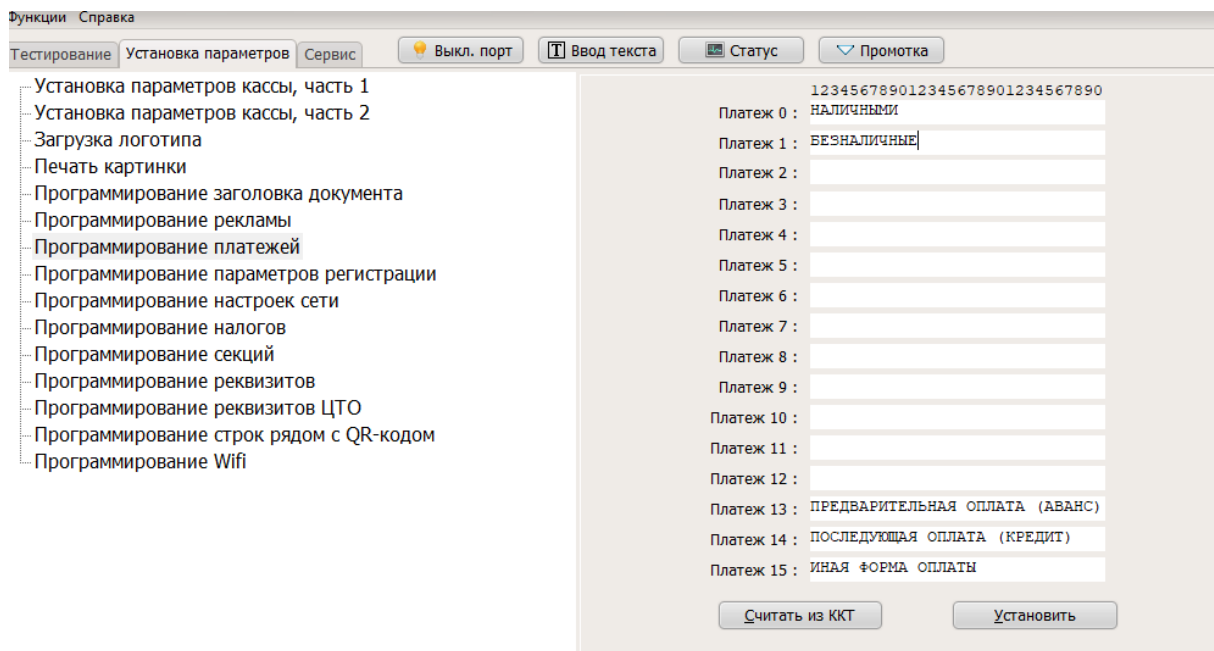 Функции Справка
Тестирование Установка параметров Сервис Выкл. порт Ввод текста Статус Промотка
Установка параметров кассы, часть 1
Установка параметров кассы, часть 2
Загрузка логотипа
Печать картинки
Программирование заголовка документа
Программирование рекламы
Программирование платежей
Программирование параметров регистрации
Программирование настроек сети
Программирование налогов
Программирование секций
Программирование реквизитов
Программирование реквизитов ЦТО
Программирование строк рядом с QR-кодом
Программирование Wifi
123456789012345678901234567890
Платеж 0 : НАЛИЧНЫМИ
Платеж 1 : БЕЗНАЛИЧНЫЕ
Платеж 2 :
Платеж 3 :
Платеж 4 :
Платеж 5 :
Платеж 6 :
Платеж 7 :
Платеж 8 :
Платеж 9 :
Платеж 10 :
Платеж 11 :
Платеж 12 :
Платеж 13 : ПРЕДВАРИТЕЛЬНАЯ ОПЛАТА (АВАНС)
Платеж 14 : ПОСЛЕДУЮЩАЯ ОПЛАТА (КРЕДИТ)
Платеж 15 : ИНАЯ ФОРМА ОПЛАТЫ
Считать из ККТ Установить